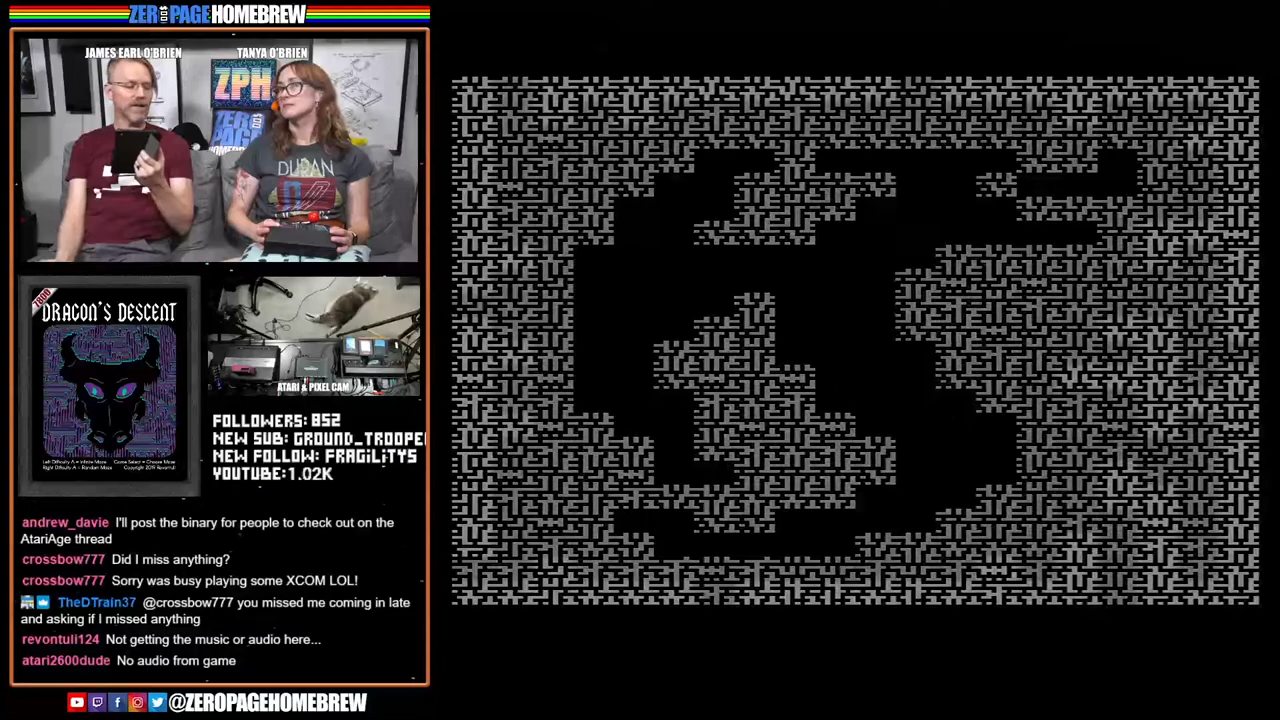 ZERO PAGE HOMEBREW
JAMES EARL O'BRIEN
TANYA O'BRIEN
ZPH
ZERO
PAGE
DURAN
7800
DRAGON'S DESCENT
ATARI & PIXEL CAM
FOLLOWERS: 852
NEW SUB: GROUND_TROOPE
NEW FOLLOW: FRAGILITYS
YOUTUBE:1.02K
andrew_davie I'll post the binary for people to check out on the
AtariAge thread
crossbow777 Did I miss anything?
crossbow777 Sorry was busy playing some XCOM LOL!
TheDTrain37 @crossbow777 you missed me coming in late
and asking if I missed anything
revontuli124 Not getting the music or audio here...
atari2600dude No audio from game
@ZEROPAGEHOMEBREW